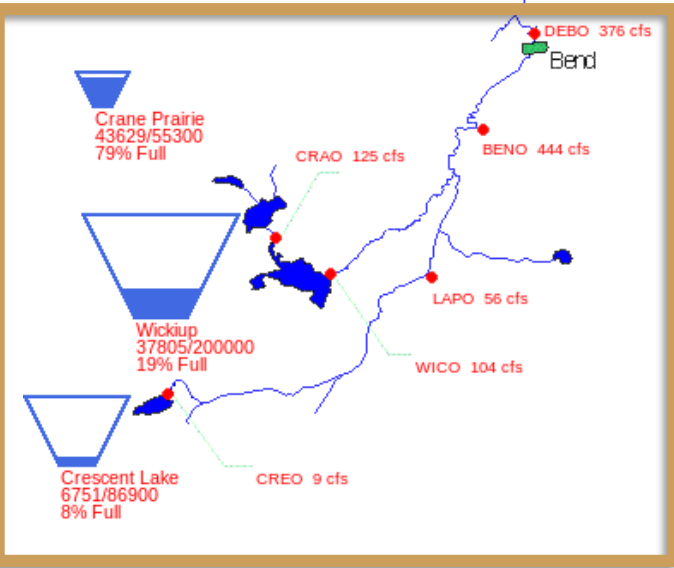 DEBO 376 cfs
Bend
Crane Prairie
43629/55300
79% Full
CRAO 125 cfs
BENO 444 cfs
LAPO 56 cfs
Wickiup
37805/200000
19% Full
WICO 104 cfs
Crescent Lake
6751/86900
8% Full
CREO 9 cfs